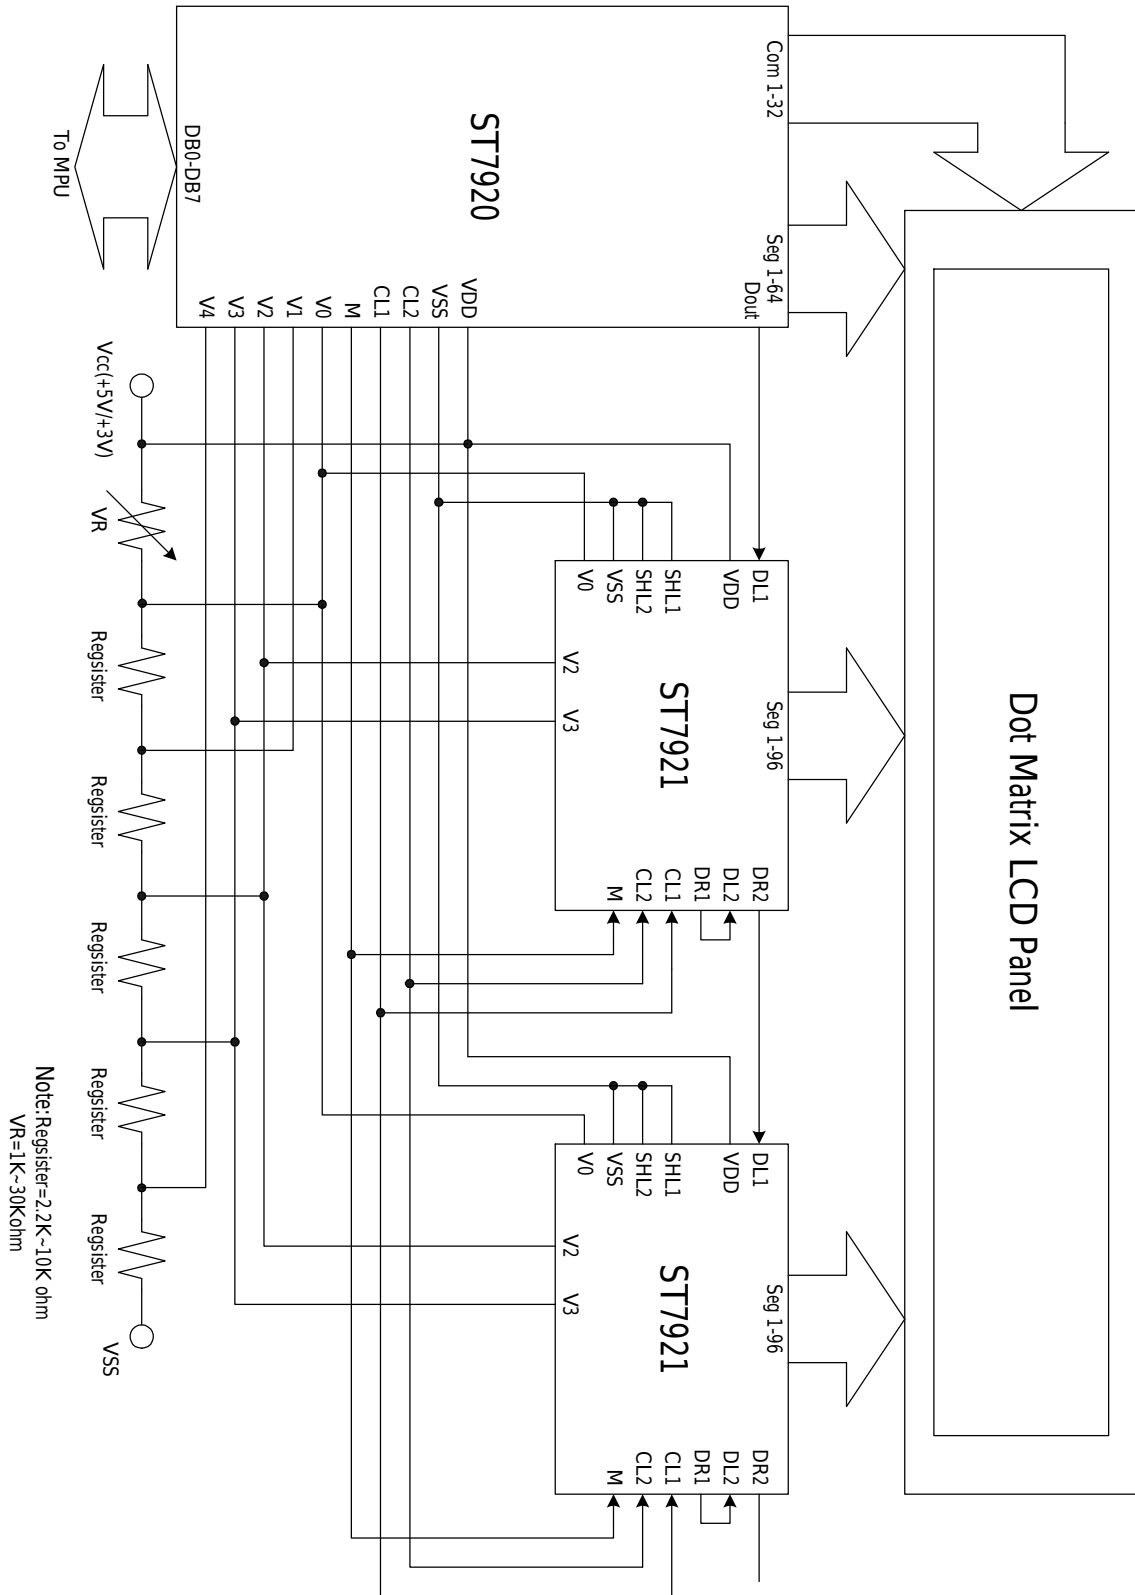 Dot Matrix LCD Panel
Com 1-32
Seg 1-64
Seg 1-96
Seg 1-96
ST7920
Dout
VDD
VSS
CL2
CL1
M
V0
V1
V2
V3
V4
DB0-DB7
To MPU
DL1
VDD
SHL1
SHL2
VSS
V0
V2
V3
ST7921
DR2
DL2
DR1
CL1
CL2
M
DL1
VDD
SHL1
SHL2
VSS
V0
V2
V3
ST7921
DR2
DL2
DR1
CL1
CL2
M
Vcc(+5V/+3V)
VR
Regsister
Regsister
Regsister
Regsister
Regsister
VSS
Note:Regsister=2.2K~10K ohm
VR=1K~30Kohm